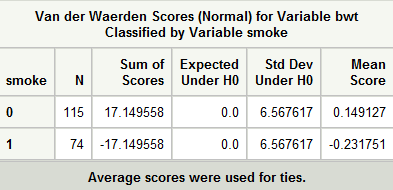 Van der Waerden Scores (Normal) for Variable bwt
Classified by Variable smoke
smoke N Sum of Scores Expected Under H0 Std Dev Under H0 Mean Score
0 115 17.149558 0.0 6.567617 0.149127
1 74 -17.149558 0.0 6.567617 -0.231751
Average scores were used for ties.